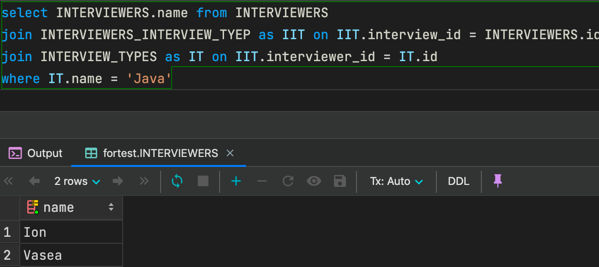 select INTERVIEWERS.name from INTERVIEWERS
join INTERVIEWERS_INTERVIEW_TYEP as IIT on IIT.interview_id = INTERVIEWERS.id
join INTERVIEW_TYPES as IT on IIT.interviewer_id = IT.id
where IT.name = 'Java'
Output fortest.INTERVIEWERS
2 rows Tx: Auto DDL
name
1 Ion
2 Vasea